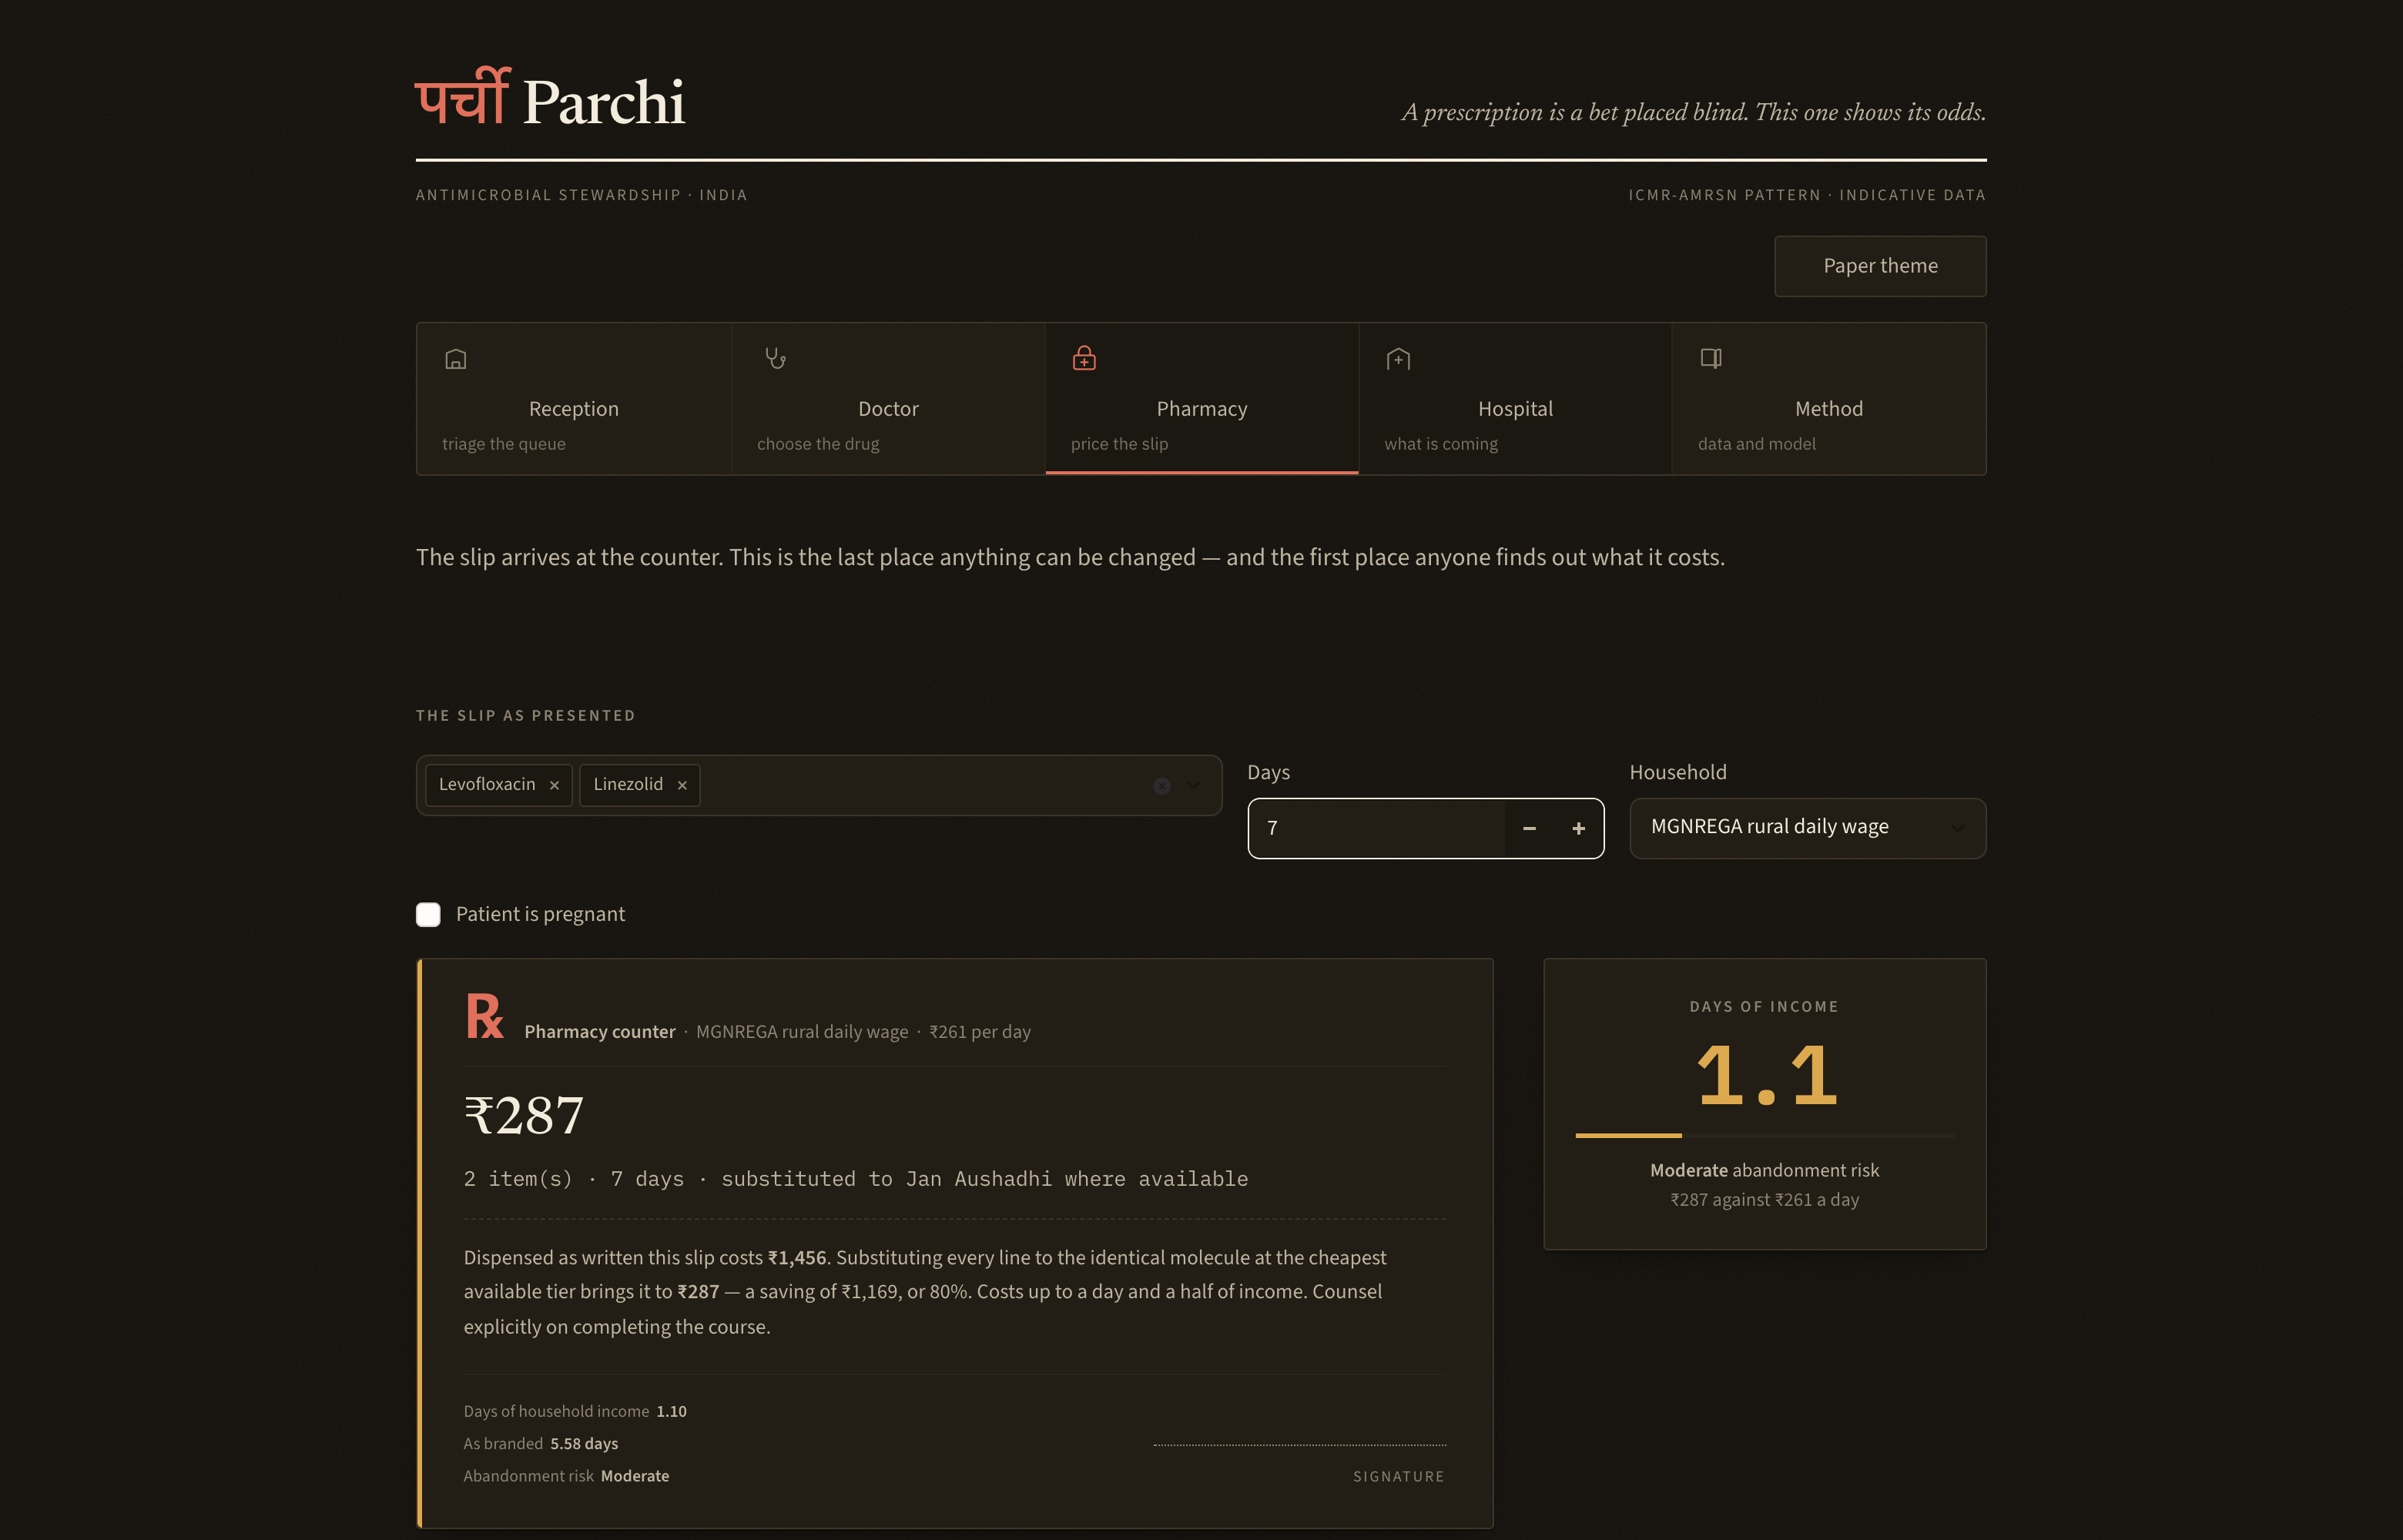 पर्ची Parchi
A prescription is a bet placed blind. This one shows its odds.
ANTIMICROBIAL STEWARDSHIP · INDIA
ICMR-AMRSN PATTERN · INDICATIVE DATA
Paper theme
Reception
triage the queue
Doctor
choose the drug
Pharmacy
price the slip
Hospital
what is coming
Method
data and model
The slip arrives at the counter. This is the last place anything can be changed — and the first place anyone finds out what it costs.
THE SLIP AS PRESENTED
Levofloxacin ×
Linezolid ×
Days
7 − +
Household
MGNREGA rural daily wage
Patient is pregnant
℞ Pharmacy counter · MGNREGA rural daily wage · ₹261 per day
₹287
2 item(s) · 7 days · substituted to Jan Aushadhi where available
Dispensed as written this slip costs ₹1,456. Substituting every line to the identical molecule at the cheapest
available tier brings it to ₹287 — a saving of ₹1,169, or 80%. Costs up to a day and a half of income. Counsel
explicitly on completing the course.
Days of household income 1.10
As branded 5.58 days
Abandonment risk Moderate
SIGNATURE
DAYS OF INCOME
1.1
Moderate abandonment risk
₹287 against ₹261 a day